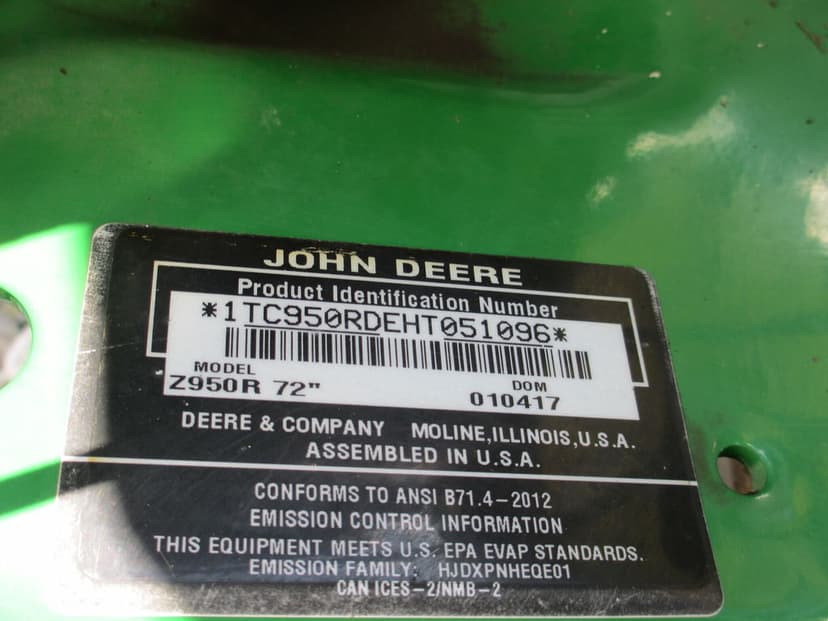 JOHN DEERE
Product Identification Number
*1TC950RDEHT051096*
MODEL DOM
Z950R 72" 010417
DEERE & COMPANY MOLINE, ILLINOIS, U.S.A.
ASSEMBLED IN U.S.A.
CONFORMS TO ANSI B71.4-2012
EMISSION CONTROL INFORMATION
THIS EQUIPMENT MEETS U.S. EPA EVAP STANDARDS.
EMISSION FAMILY: HJDXPNHEQE01
CAN ICES-2/NMB-2